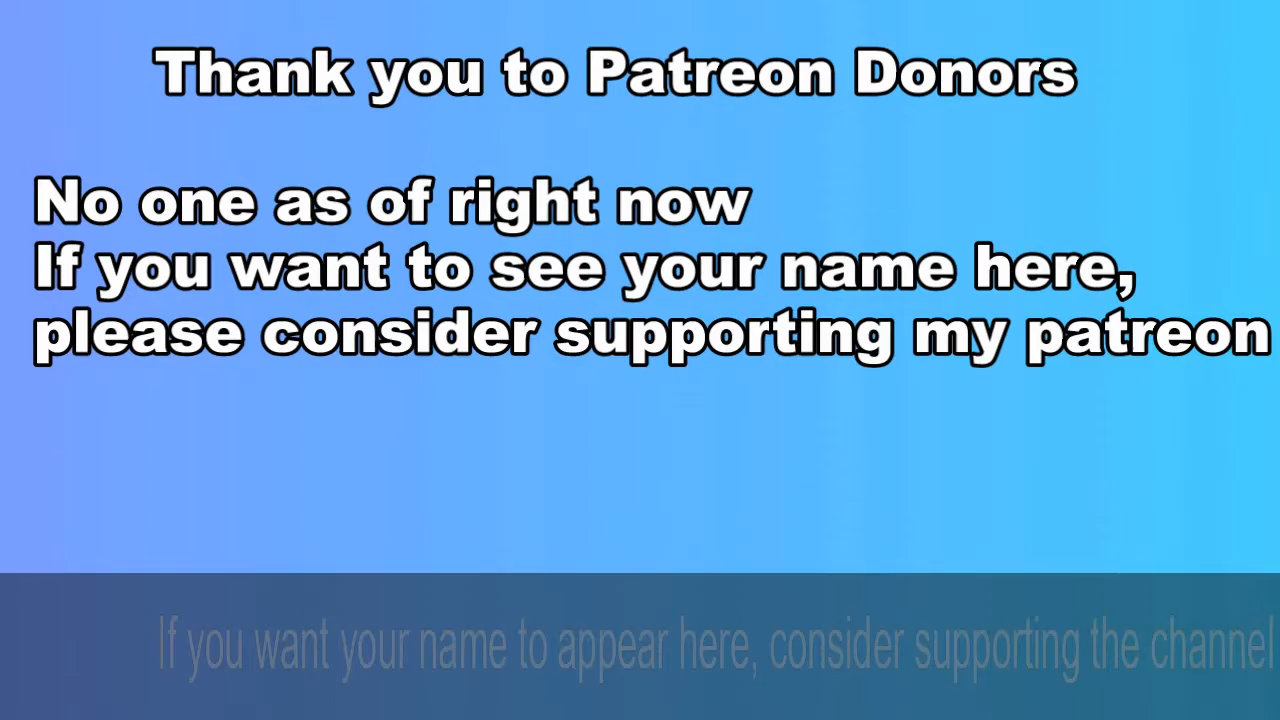 Thank you to Patreon Donors
No one as of right now
If you want to see your name here,
please consider supporting my patreon
If you want your name to appear here, consider supporting the channel